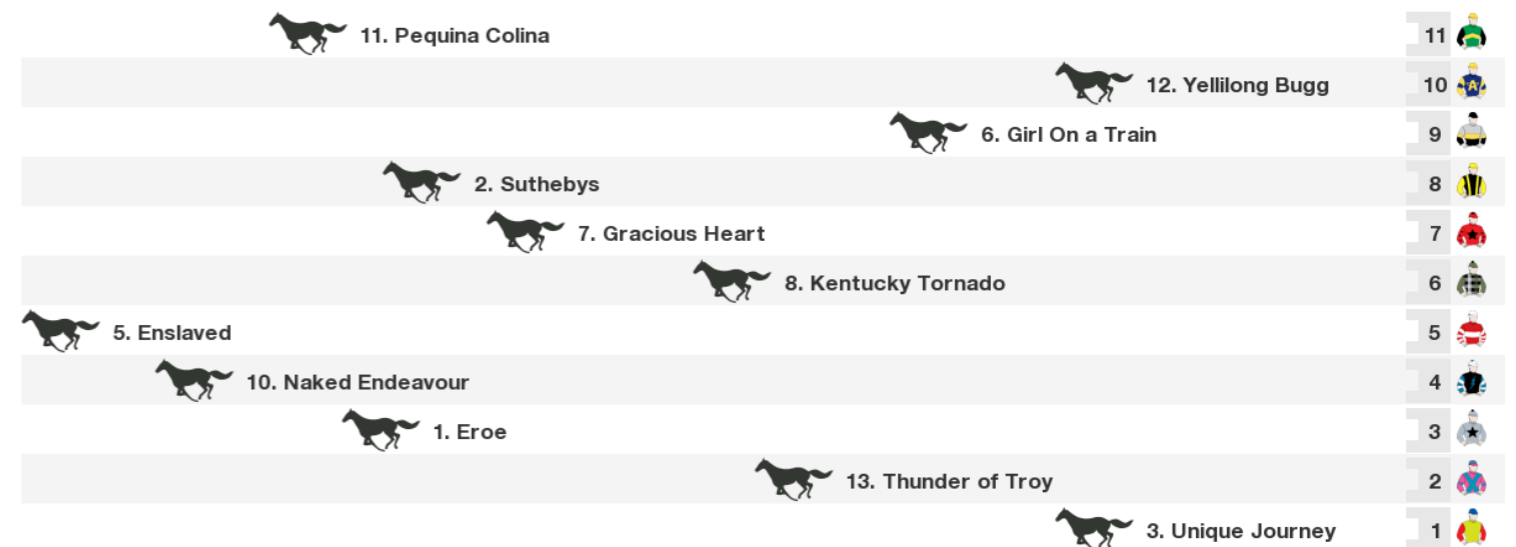 11. Pequina Colina 11
12. Yellilong Bugg 10 A
6. Girl On a Train 9
2. Suthebys 8
7. Gracious Heart 7
8. Kentucky Tornado 6
5. Enslaved 5
10. Naked Endeavour 4
1. Eroe 3
13. Thunder of Troy 2
3. Unique Journey 1